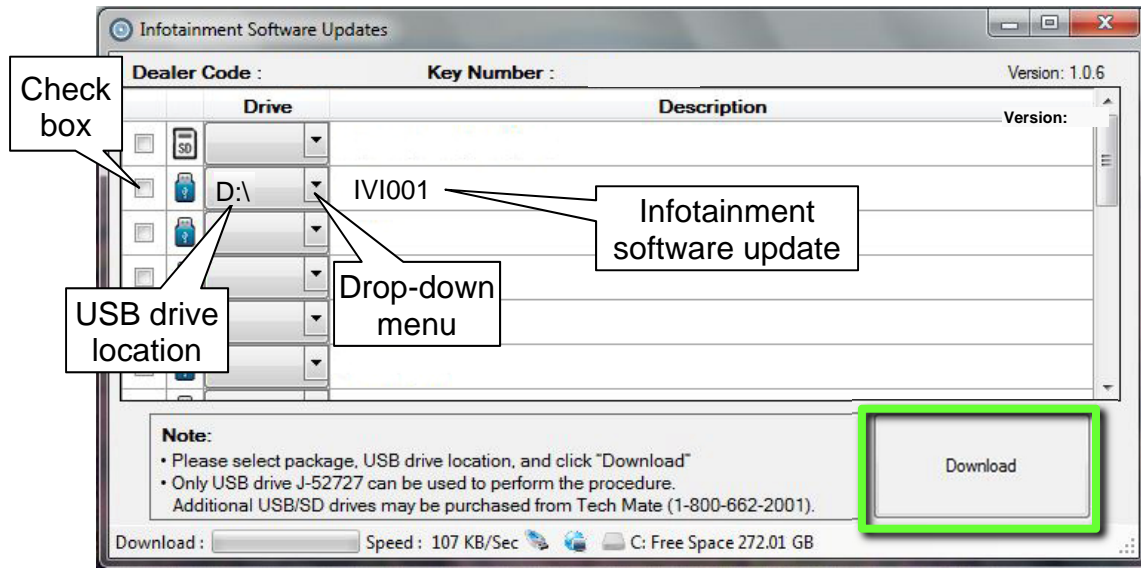 Infotainment Software Updates
Dealer Code :
Key Number :
Version: 1.0.6
Check
box
Drive
Description
Version:
SD
D:\
IVI001
Infotainment
software update
USB drive
location
Drop-down
menu
Note:
• Please select package, USB drive location, and click "Download"
• Only USB drive J-52727 can be used to perform the procedure.
Additional USB/SD drives may be purchased from Tech Mate (1-800-662-2001).
Download
Download :
Speed : 107 KB/Sec
C: Free Space 272.01 GB